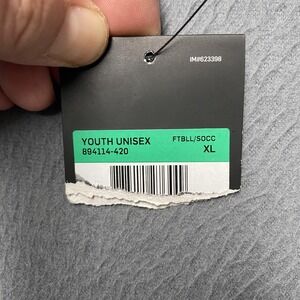 IM#623398
YOUTH UNISEX FTBLL/SOCC
894114-420 XL